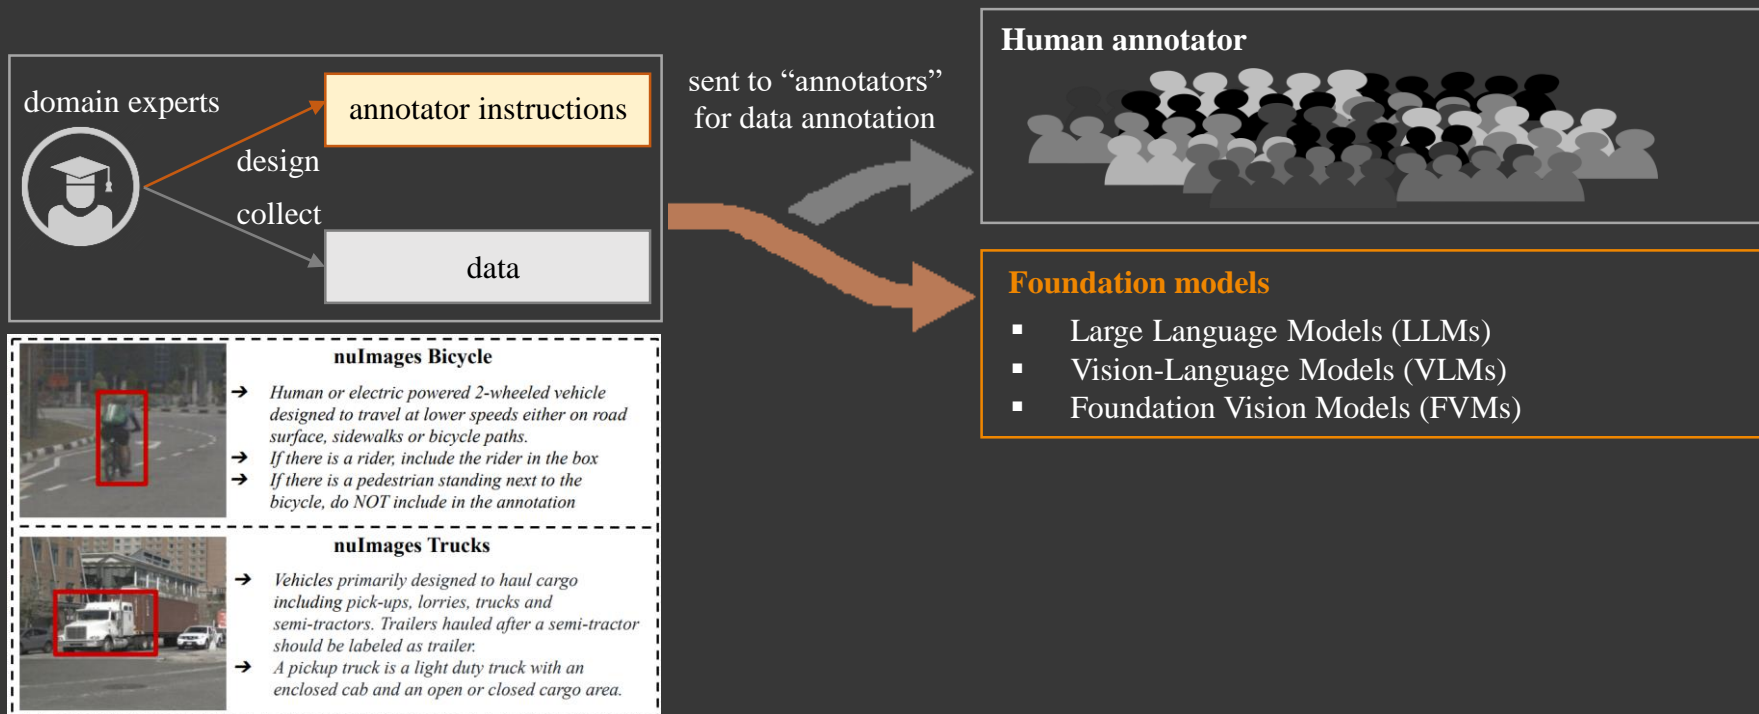 domain experts
annotator instructions
design
collect
data
sent to “annotators”
for data annotation
Human annotator
Foundation models
▪ Large Language Models (LLMs)
▪ Vision-Language Models (VLMs)
▪ Foundation Vision Models (FVMs)
nuImages Bicycle
➔ Human or electric powered 2-wheeled vehicle
designed to travel at lower speeds either on road
surface, sidewalks or bicycle paths.
➔ If there is a rider, include the rider in the box
➔ If there is a pedestrian standing next to the
bicycle, do NOT include in the annotation
nuImages Trucks
➔ Vehicles primarily designed to haul cargo
including pick-ups, lorries, trucks and
semi-tractors. Trailers hauled after a semi-tractor
should be labeled as trailer.
➔ A pickup truck is a light duty truck with an
enclosed cab and an open or closed cargo area.